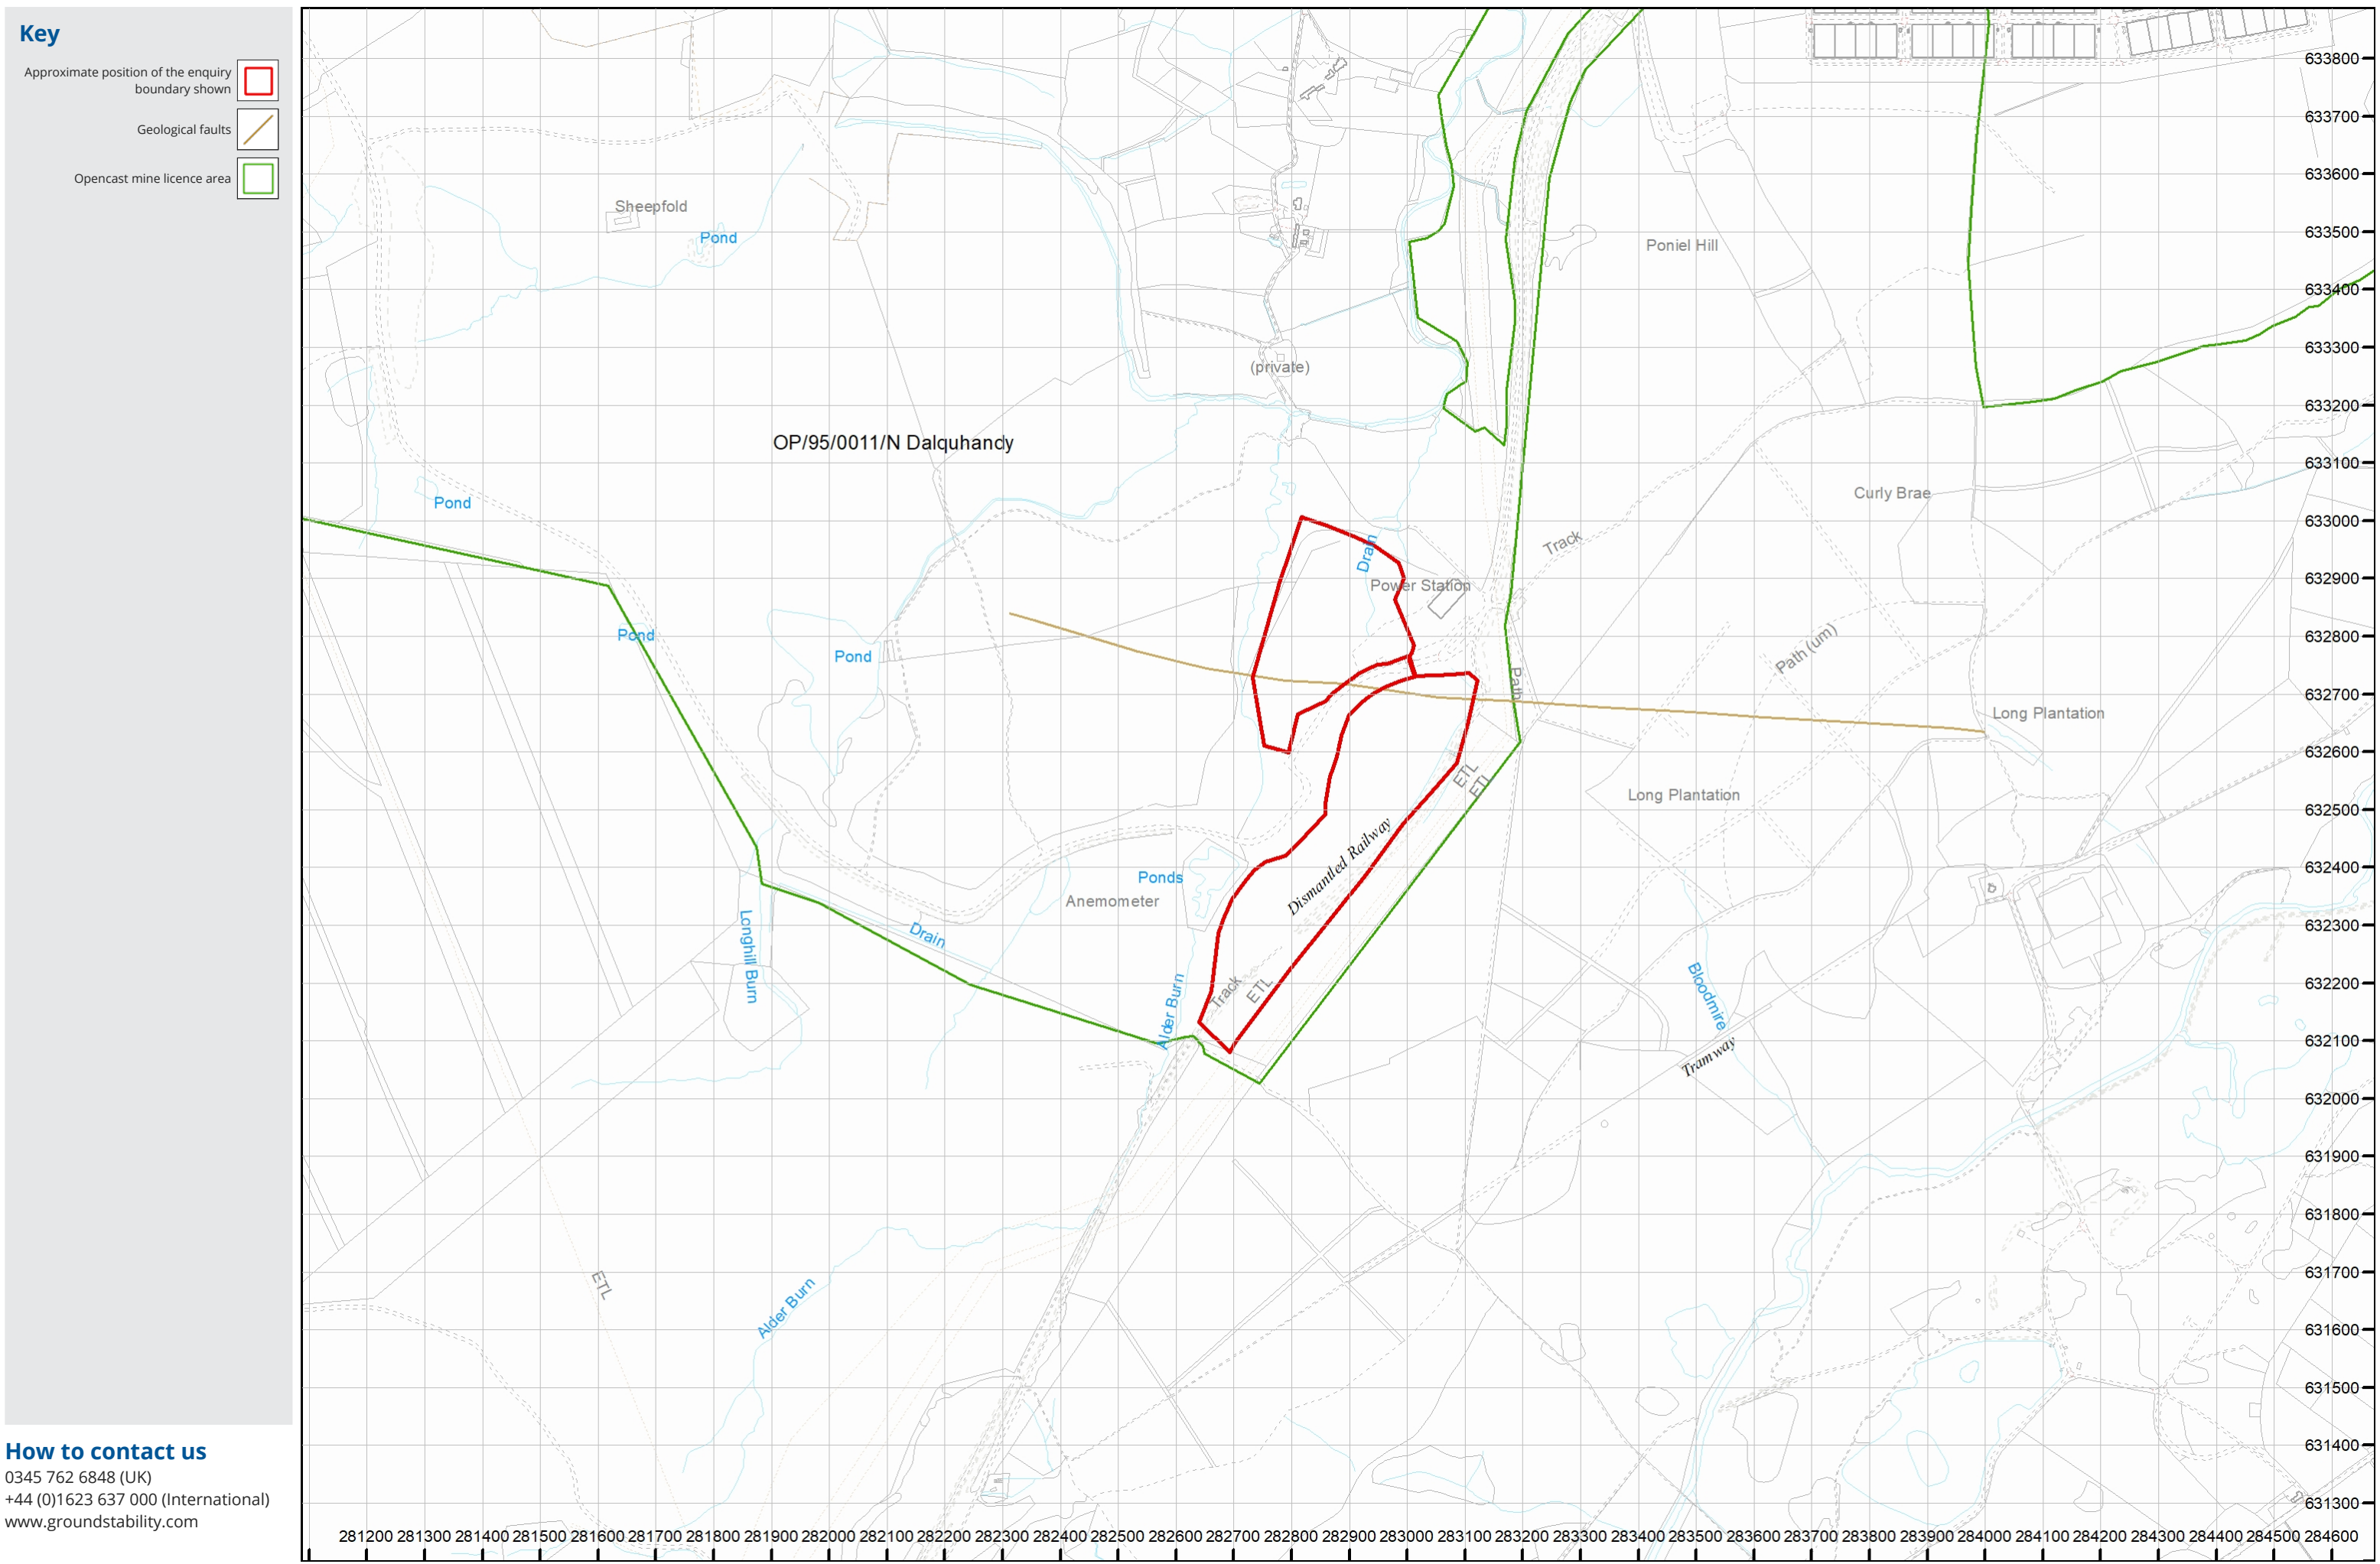 Key
Approximate position of the enquiry
boundary shown
Geological faults
Opencast mine licence area
How to contact us
0345 762 6848 (UK)
+44 (0)1623 637 000 (International)
www.groundstability.com
Sheepfold
Pond
Poniel Hill
(private)
OP/95/0011/N Dalquhandy
Pond
Curly Brae
Track
Drain
Power Station
Pond
Pond
Path (um)
Path
Long Plantation
Long Plantation
ETL
ETL
Dismantled Railway
Ponds
Anemometer
Longhill Burn
Drain
Alder Burn
Track
ETL
Bloodmire
Tramway
ETL
Alder Burn
633800
633700
633600
633500
633400
633300
633200
633100
633000
632900
632800
632700
632600
632500
632400
632300
632200
632100
632000
631900
631800
631700
631600
631500
631400
631300
281200 281300 281400 281500 281600 281700 281800 281900 282000 282100 282200 282300 282400 282500 282600 282700 282800 282900 283000 283100 283200 283300 283400 283500 283600 283700 283800 283900 284000 284100 284200 284300 284400 284500 284600